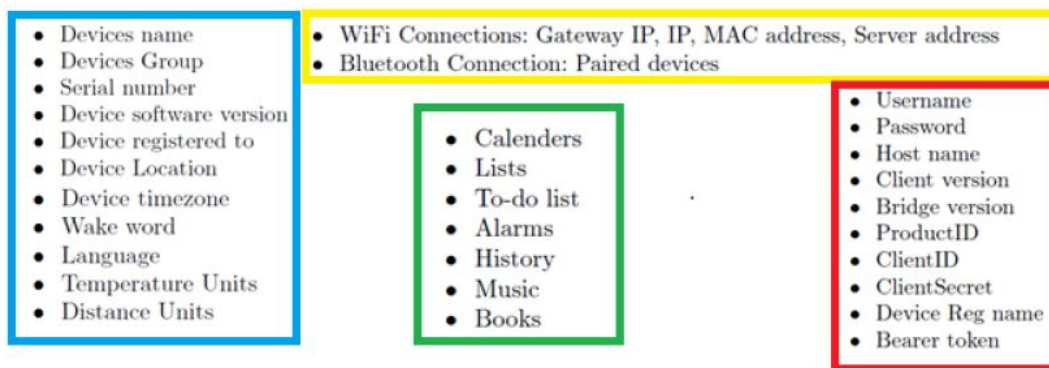 • Devices name
• Devices Group
• Serial number
• Device software version
• Device registered to
• Device Location
• Device timezone
• Wake word
• Language
• Temperature Units
• Distance Units
• WiFi Connections: Gateway IP, IP, MAC address, Server address
• Bluetooth Connection: Paired devices
• Calenders
• Lists
• To-do list
• Alarms
• History
• Music
• Books
• Username
• Password
• Host name
• Client version
• Bridge version
• ProductID
• ClientID
• ClientSecret
• Device Reg name
• Bearer token